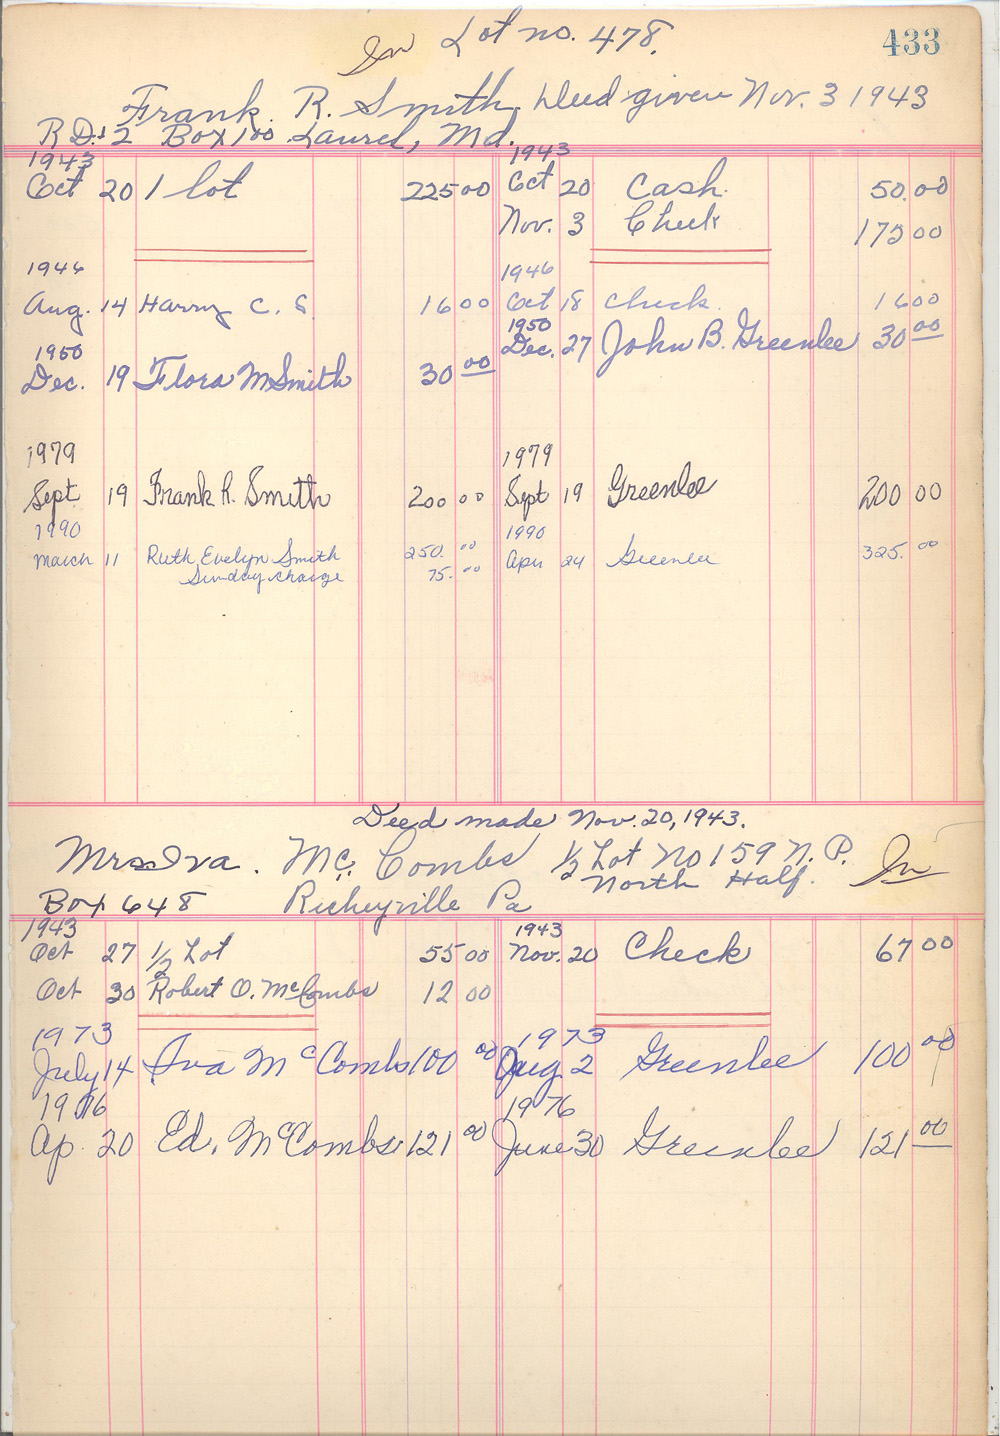 In Lot no. 478. 433
Frank R. Smith, Deed given Nov. 3 1943
R D. 2 Box 100 Laurel, Md.
1943 1943
Oct 20 1 lot 225 00 Oct 20 Cash 50.00
Nov. 3 Check 175 00
1946 1946
Aug. 14 Harry C. S 16 00 Oct 18 check 16 00
1950 1950
Dec. 19 Flora M Smith 30 00 Dec. 27 John B. Greenlee 30 00
1979 1979
Sept 19 Frank R. Smith 200 00 Sept 19 Greenlee 200 00
1990 1990
March 11 Ruth Evelyn Smith 250. 00 Apr 24 Greenlee 325. 00
Sunday charge 75. 00
Deed made Nov. 20, 1943.
Mrs Iva. Mc. Combs 1/2 Lot No 159 N. P. In
North Half.
Box 648 Richeyville Pa
1943 1943
Oct 27 1/2 Lot 55 00 Nov. 20 Check 67 00
Oct 30 Robert O. McCombs 12 00
1973 1973
July 14 Iva McCombs 100 00 Aug 2 Greenlee 100 00
1976 1976
Ap. 20 Ed. McCombs 121 00 June 30 Greenlee 121 00